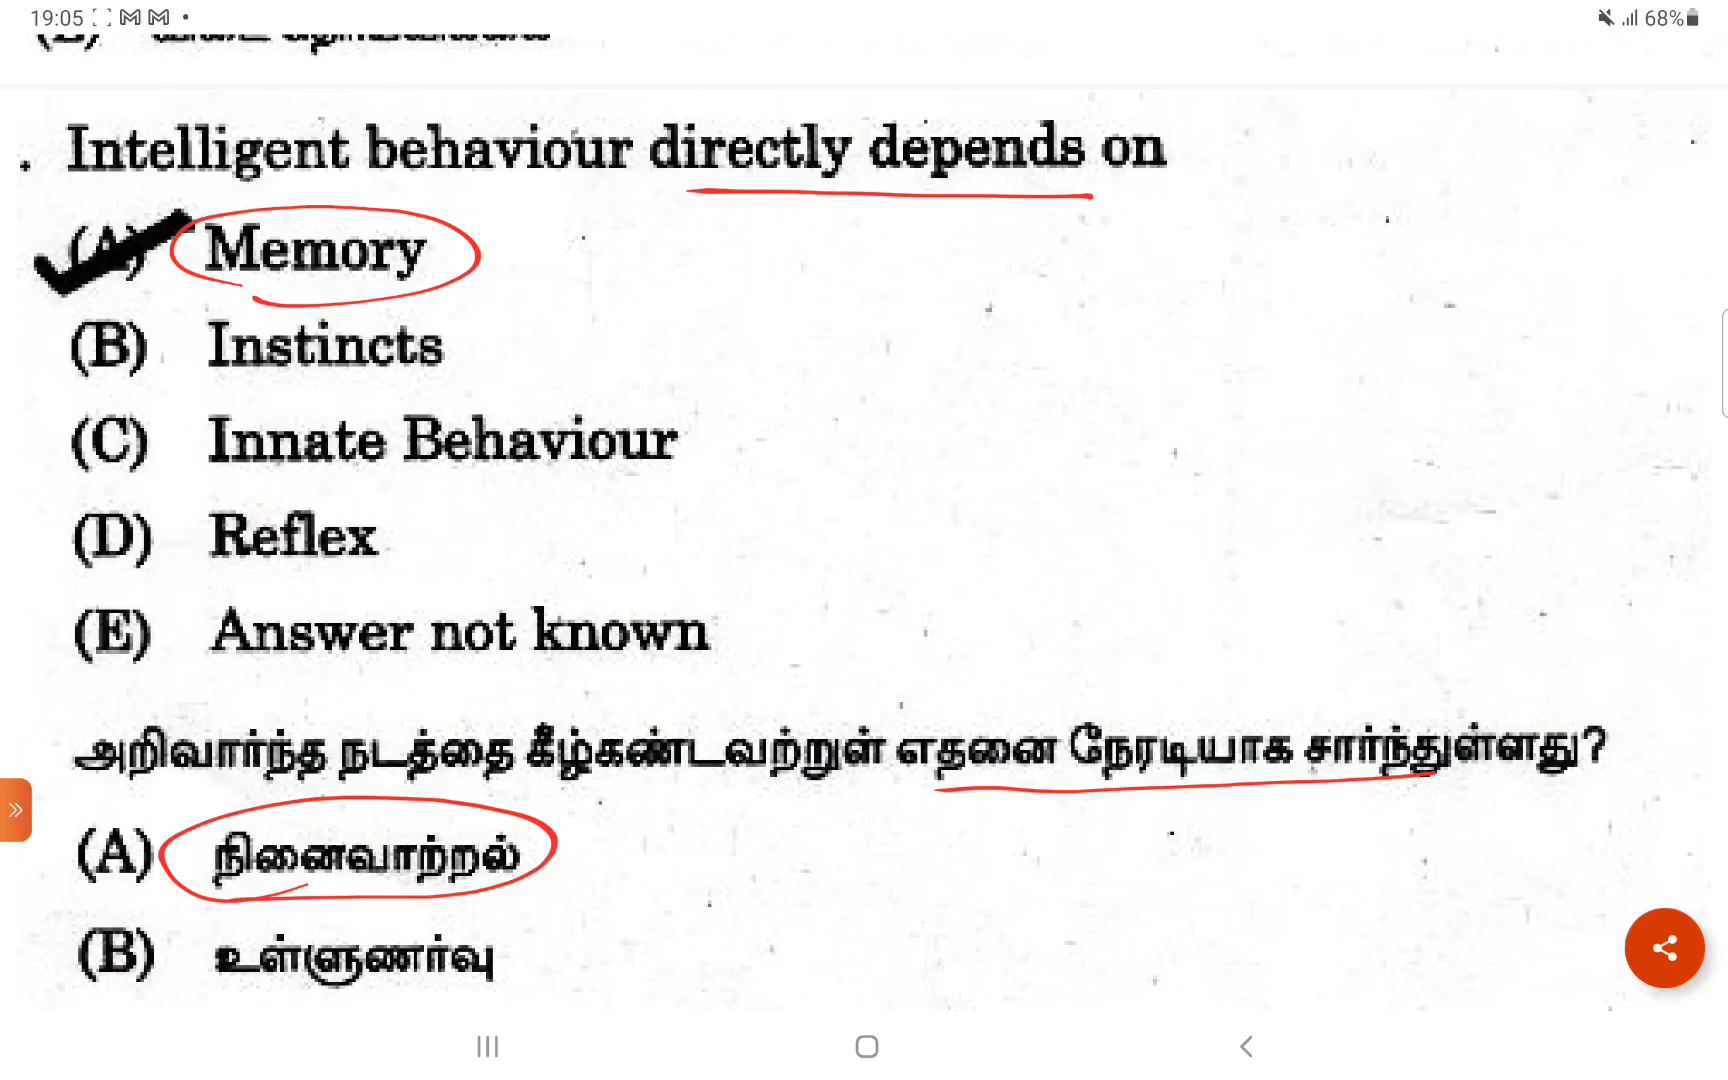 19:05
68%
. Intelligent behaviour directly depends on
(A) Memory
(B) Instincts
(C) Innate Behaviour
(D) Reflex
(E) Answer not known
அறிவார்ந்த நடத்தை கீழ்கண்டவற்றுள் எதனை நேரடியாக சார்ந்துள்ளது?
(A) நினைவாற்றல்
(B) உள்ளுணர்வு